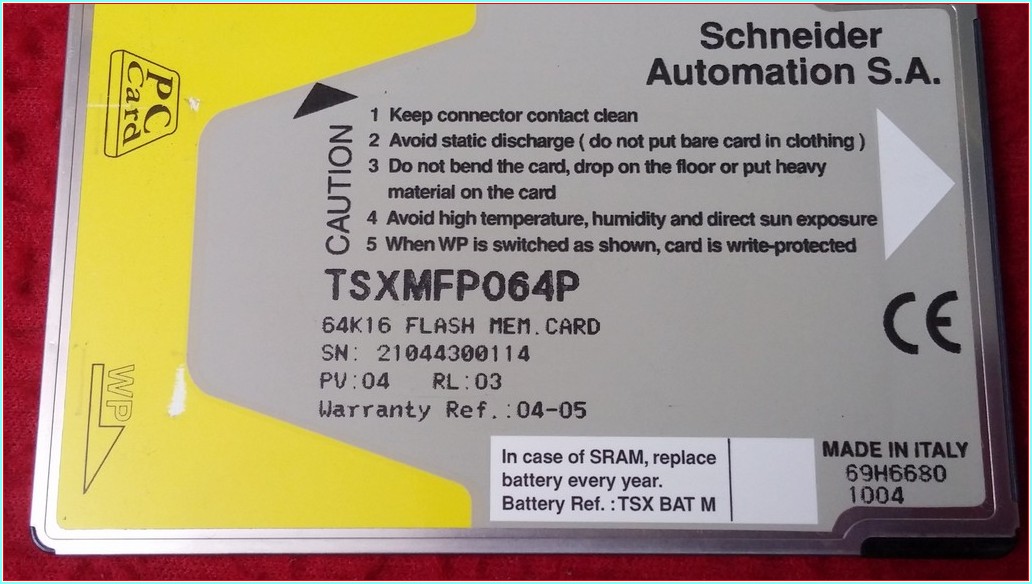 Schneider
Automation S.A.
PC
Card
CAUTION
1 Keep connector contact clean
2 Avoid static discharge ( do not put bare card in clothing )
3 Do not bend the card, drop on the floor or put heavy
material on the card
4 Avoid high temperature, humidity and direct sun exposure
5 When WP is switched as shown, card is write-protected
TSXMFP064P
64K16 FLASH MEM.CARD
SN: 21044300114
PV:04 RL:03
Warranty Ref.:04-05
WP
CE
In case of SRAM, replace
battery every year.
Battery Ref. : TSX BAT M
MADE IN ITALY
69H6680
1004